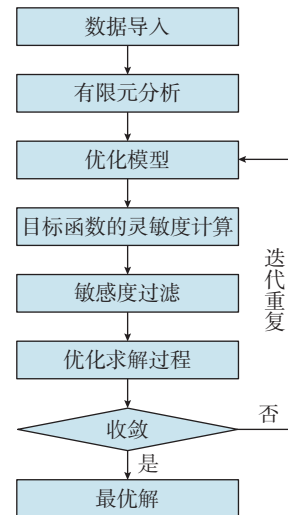 数据导入
有限元分析
优化模型
目标函数的灵敏度计算
敏感度过滤
优化求解过程
收敛
否
是
最优解
迭代重复